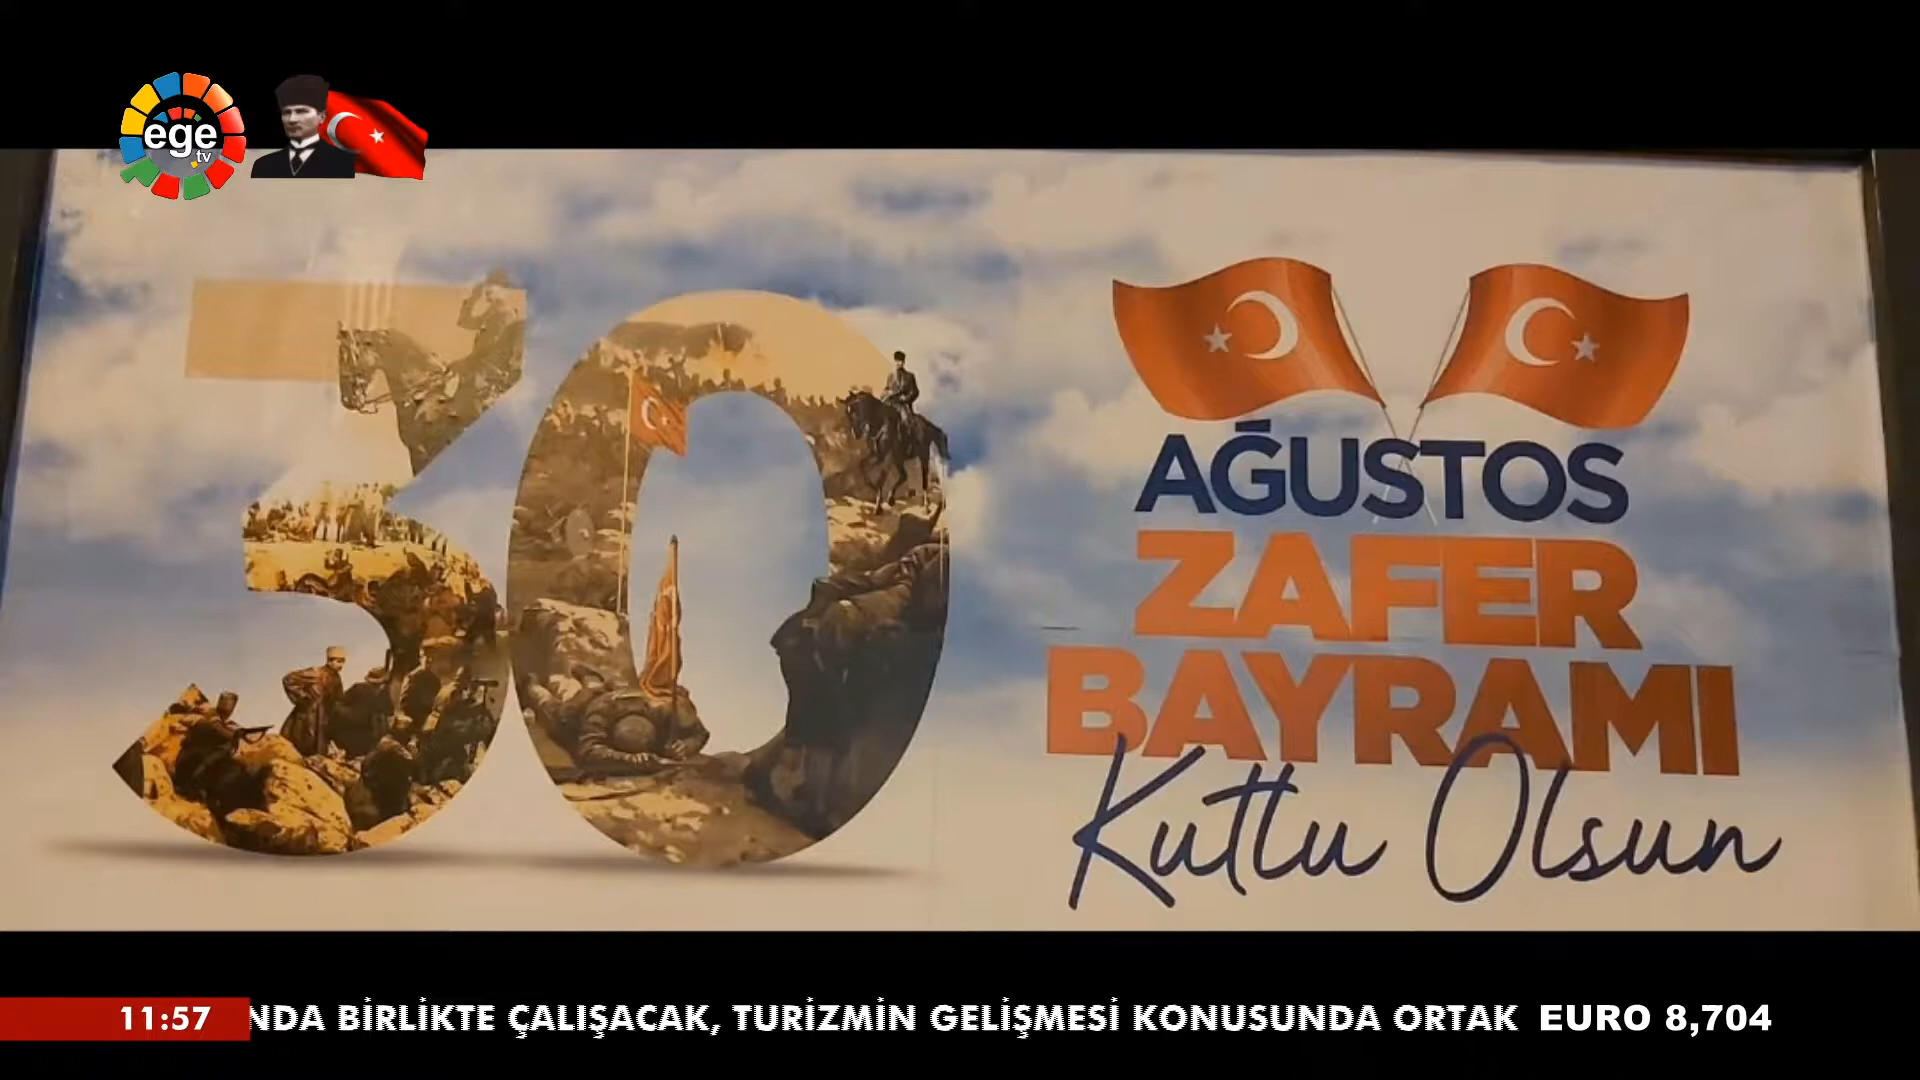 ege
tv
30
AĞUSTOS
ZAFER
BAYRAMI
Kutlu Olsun
11:57 NDA BİRLİKTE ÇALIŞACAK, TURİZMİN GELİŞMESİ KONUSUNDA ORTAK EURO 8,704